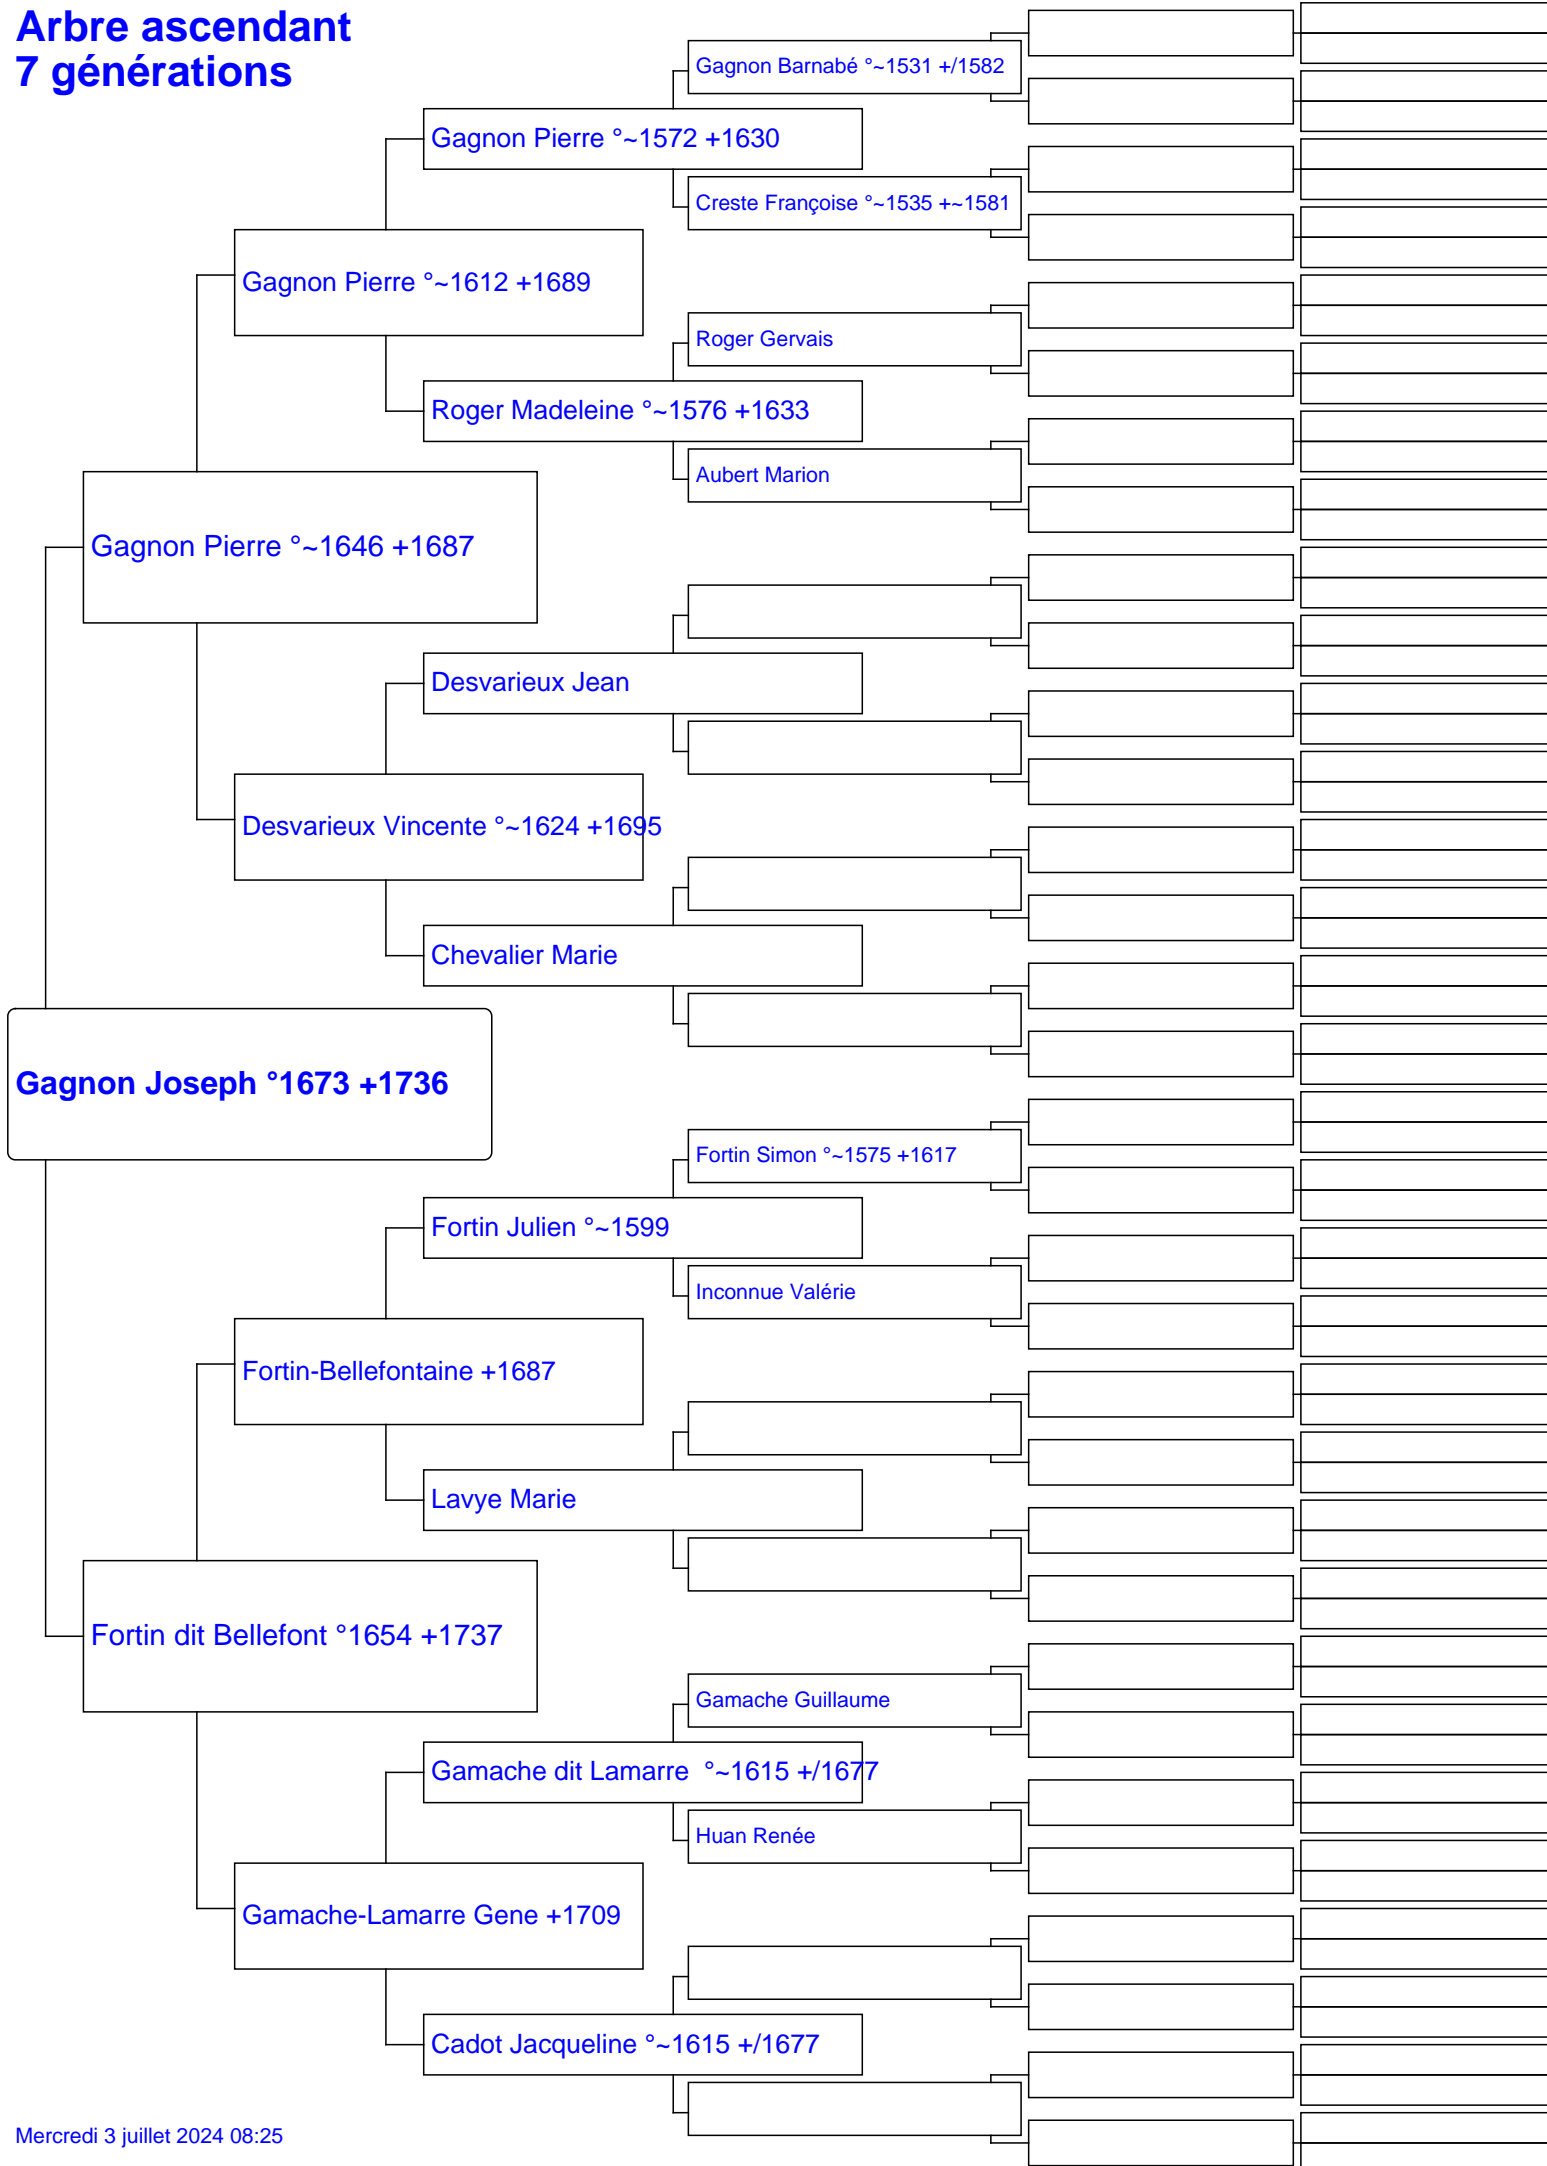 Arbre ascendant
7 générations
Gagnon Barnabé °~1531 +/1582
Gagnon Pierre °~1572 +1630
Creste Françoise °~1535 +~1581
Gagnon Pierre °~1612 +1689
Roger Gervais
Roger Madeleine °~1576 +1633
Aubert Marion
Gagnon Pierre °~1646 +1687
Desvarieux Jean
Desvarieux Vincente °~1624 +1695
Chevalier Marie
Gagnon Joseph °1673 +1736
Fortin Simon °~1575 +1617
Fortin Julien °~1599
Inconnue Valérie
Fortin-Bellefontaine +1687
Lavye Marie
Fortin dit Bellefont °1654 +1737
Gamache Guillaume
Gamache dit Lamarre  °~1615 +/1677
Huan Renée
Gamache-Lamarre Gene +1709
Cadot Jacqueline °~1615 +/1677
Mercredi 3 juillet 2024 08:25